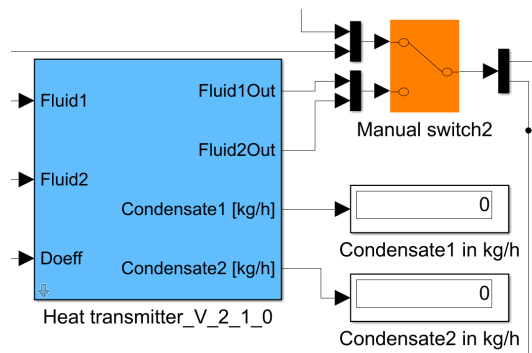 Fluid1
Fluid2
Doeff
Fluid1Out
Fluid2Out
Condensate1 [kg/h]
Condensate2 [kg/h]
Heat transmitter_V_2_1_0
Manual switch2
0
Condensate1 in kg/h
0
Condensate2 in kg/h